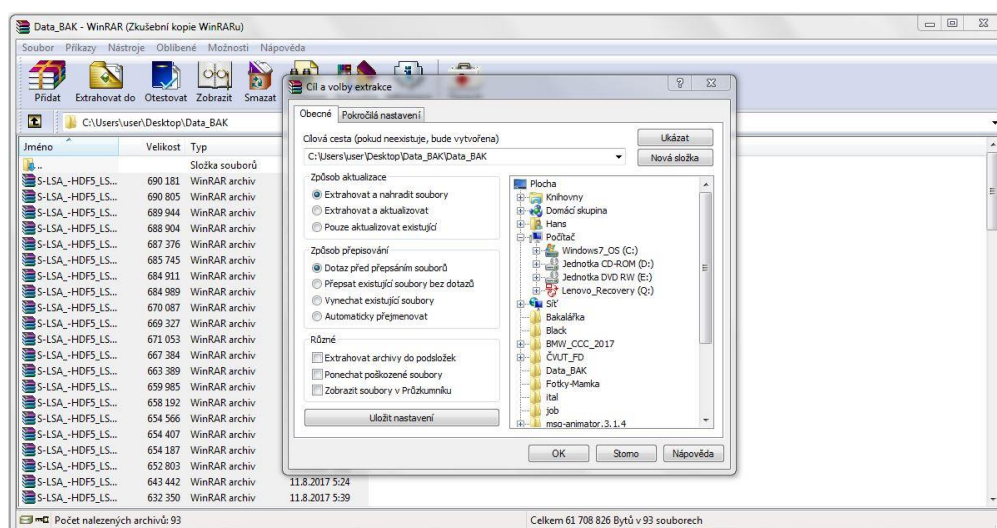 Data_BAK - WinRAR (Zkušební kopie WinRARu)
Soubor Příkazy Nástroje Oblíbené Možnosti Nápověda
Přidat Extrahovat do Otestovat Zobrazit Smazat
C:\Users\user\Desktop\Data_BAK
Jméno Velikost Typ
.. Složka souborů
S-LSA_-HDF5_LS... 690 181 WinRAR archiv
S-LSA_-HDF5_LS... 690 805 WinRAR archiv
S-LSA_-HDF5_LS... 689 944 WinRAR archiv
S-LSA_-HDF5_LS... 688 904 WinRAR archiv
S-LSA_-HDF5_LS... 687 376 WinRAR archiv
S-LSA_-HDF5_LS... 685 745 WinRAR archiv
S-LSA_-HDF5_LS... 684 911 WinRAR archiv
S-LSA_-HDF5_LS... 684 989 WinRAR archiv
S-LSA_-HDF5_LS... 670 087 WinRAR archiv
S-LSA_-HDF5_LS... 669 327 WinRAR archiv
S-LSA_-HDF5_LS... 671 053 WinRAR archiv
S-LSA_-HDF5_LS... 667 384 WinRAR archiv
S-LSA_-HDF5_LS... 663 389 WinRAR archiv
S-LSA_-HDF5_LS... 659 985 WinRAR archiv
S-LSA_-HDF5_LS... 658 192 WinRAR archiv
S-LSA_-HDF5_LS... 654 566 WinRAR archiv
S-LSA_-HDF5_LS... 654 407 WinRAR archiv
S-LSA_-HDF5_LS... 654 187 WinRAR archiv
S-LSA_-HDF5_LS... 652 803 WinRAR archiv
S-LSA_-HDF5_LS... 643 442 WinRAR archiv 11.8.2017 5:24
S-LSA_-HDF5_LS... 632 350 WinRAR archiv 11.8.2017 5:39
Počet nalezených archivů: 93
Celkem 61 708 826 Bytů v 93 souborech
Cíl a volby extrakce
Obecné Pokročilá nastavení
Cílová cesta (pokud neexistuje, bude vytvořena)
Ukázat
C:\Users\user\Desktop\Data_BAK\Data_BAK
Nová složka
Způsob aktualizace
Extrahovat a nahradit soubory
Extrahovat a aktualizovat
Pouze aktualizovat existující
Způsob přepisování
Dotaz před přepsáním souborů
Přepsat existující soubory bez dotazů
Vynechat existující soubory
Automaticky přejmenovat
Různé
Extrahovat archivy do podsložek
Ponechat poškozené soubory
Zobrazit soubory v Průzkumníku
Uložit nastavení
Plocha
Knihovny
Domácí skupina
Hans
Počítač
Windows7_OS (C:)
Jednotka CD-ROM (D:)
Jednotka DVD RW (E:)
Lenovo_Recovery (Q:)
Síť
Bakalářka
Black
BMW_CCC_2017
ČVUT_FD
Data_BAK
Fotky-Mamka
ital
job
msg-animator.3.1.4
OK Storno Nápověda